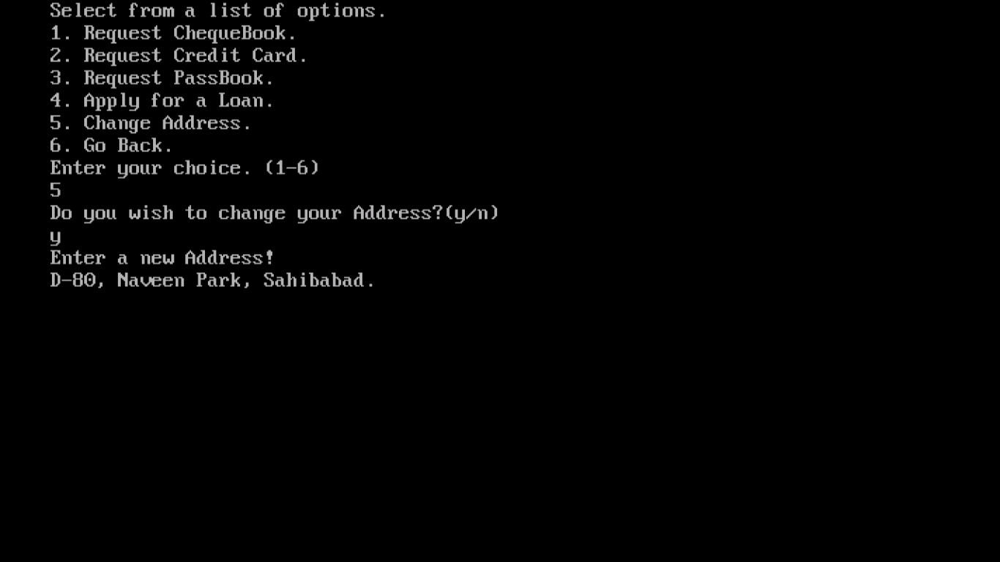 Select from a list of options.
1. Request ChequeBook.
2. Request Credit Card.
3. Request PassBook.
4. Apply for a Loan.
5. Change Address.
6. Go Back.
Enter your choice. (1-6)
5
Do you wish to change your Address?(y/n)
y
Enter a new Address!
D-80, Naveen Park, Sahibabad.